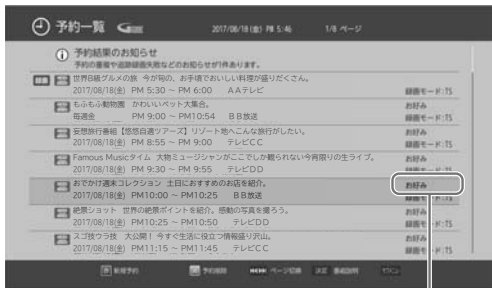 予約一覧
2017/08/18(金) PM 5:46
1/8 ページ
予約結果のお知らせ
予約の重複や追跡録画失敗などのお知らせが1件あります。
世界B級グルメの旅 今が旬の、お手頃でおいしい料理が盛りだくさん。
2017/08/18(金) PM 5:30 ～ PM 6:00 AAテレビ
録画モード:TS
もふもふ動物園 かわいいペット大集合。
お好み
毎週金 PM 9:00 ～ PM10:54 BB放送
録画モード:TS
妄想旅行番組【悠悠自適ツアーズ】リゾート地へこんな旅行がしたい。
お好み
2017/08/18(金) PM 8:55 ～ PM 9:00 テレビCC
録画モード:TS
Famous Musicタイム 大物ミュージシャンがここでしか観られない今宵限りの生ライブ。
お好み
2017/08/18(金) PM 9:30 ～ PM 9:55 テレビDD
録画モード:TS
おでかけ週末コレクション 土日におすすめのお店を紹介。
お好み
2017/08/18(金) PM10:00 ～ PM10:25 BB放送
絶景ショット 世界の絶景ポイントを紹介。感動の写真を撮ろう。
お好み
2017/08/18(金) PM10:25 ～ PM10:50 テレビDD
スゴ技ウラ技 大公開！ 今すぐ生活に役立つ情報盛り沢山。
お好み
2017/08/18(金) PM11:15 ～ PM11:45 テレビCC
新規予約
予約削除
ページ切換
決定 番組説明